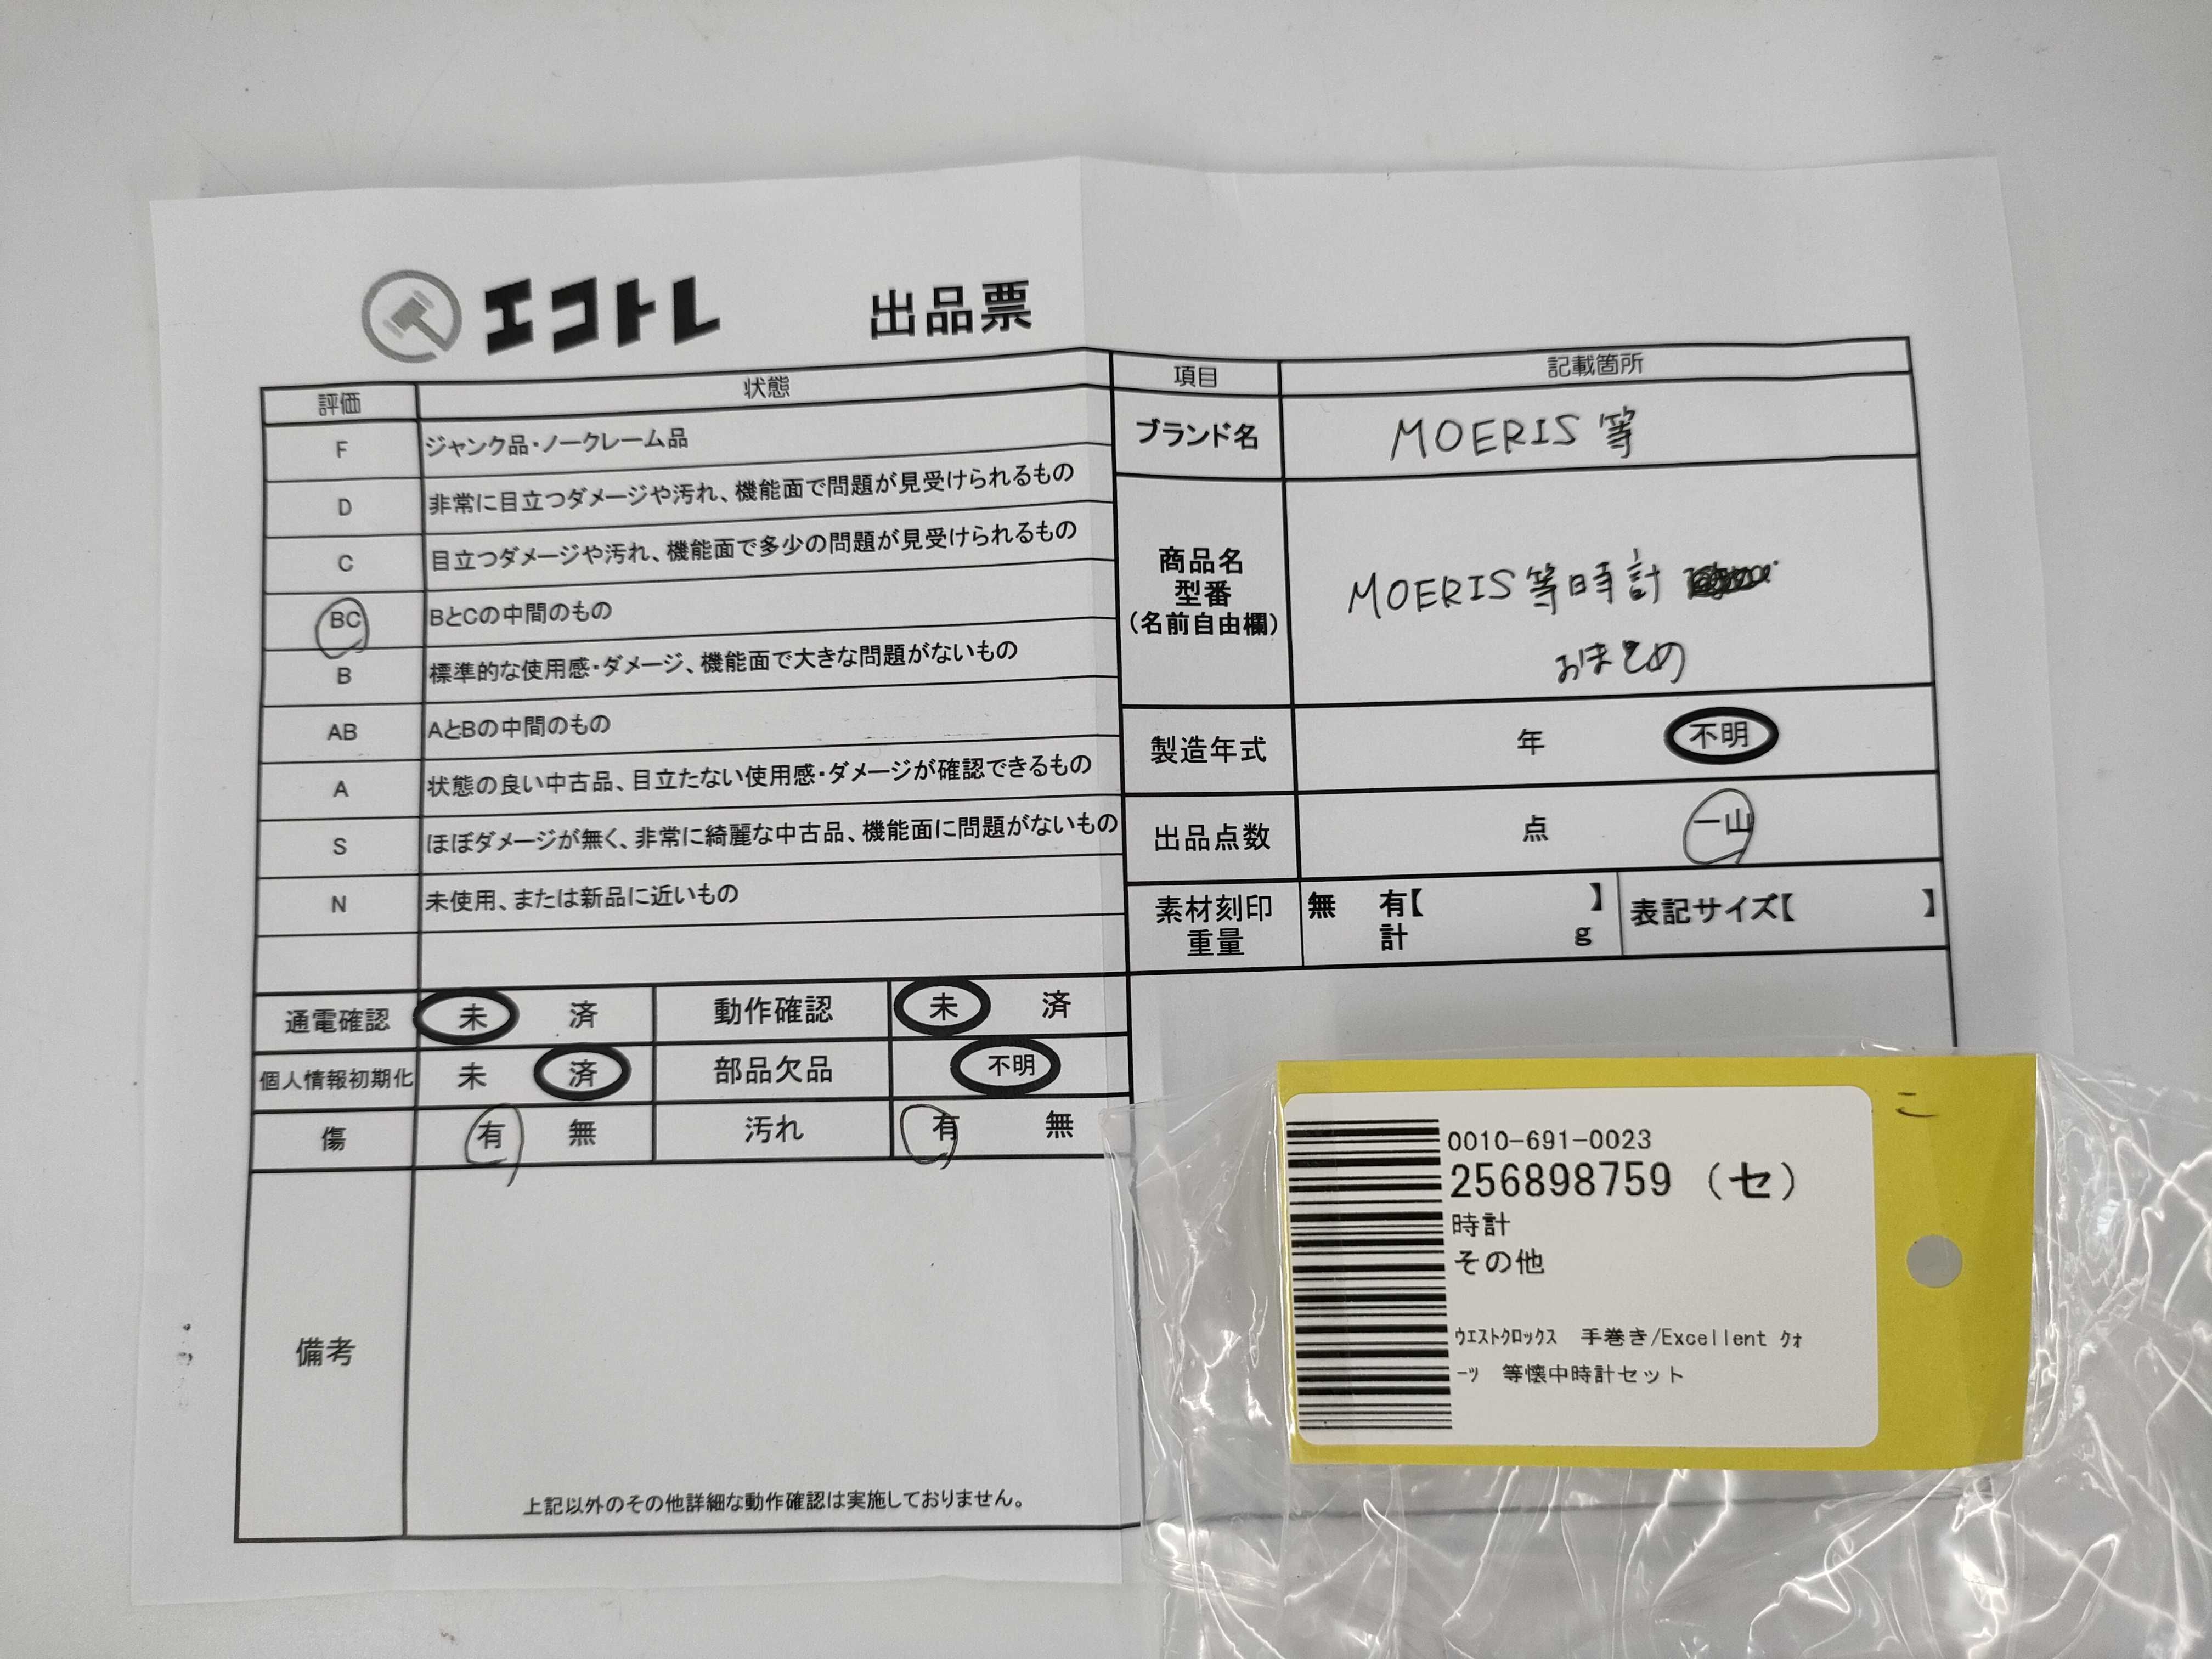 エコトレ 出品票
評価 状態
F ジャンク品・ノークレーム品
D 非常に目立つダメージや汚れ、機能面で問題が見受けられるもの
C 目立つダメージや汚れ、機能面で多少の問題が見受けられるもの
BC BとCの中間のもの
B 標準的な使用感・ダメージ、機能面で大きな問題がないもの
AB AとBの中間のもの
A 状態の良い中古品、目立たない使用感・ダメージが確認できるもの
S ほぼダメージが無く、非常に綺麗な中古品、機能面に問題がないもの
N 未使用、または新品に近いもの
通電確認 未 済 動作確認 未 済
個人情報初期化 未 済 部品欠品 不明
傷 有 無 汚れ 有 無
備考
上記以外のその他詳細な動作確認は実施しておりません。
項目 記載箇所
ブランド名 MOERIS 等
商品名
型番
(名前自由欄)
MOERIS等時計
おまとめ
製造年式 年 不明
出品点数 点 一山
素材刻印 無 有【 】 表記サイズ【 】
重量 計 g
こ
0010-691-0023
256898759 (セ)
時計
その他
ｳｴｽﾄｸﾛｯｸｽ 手巻き/Excellent ｸｫ
ｰﾂ 等懐中時計セット